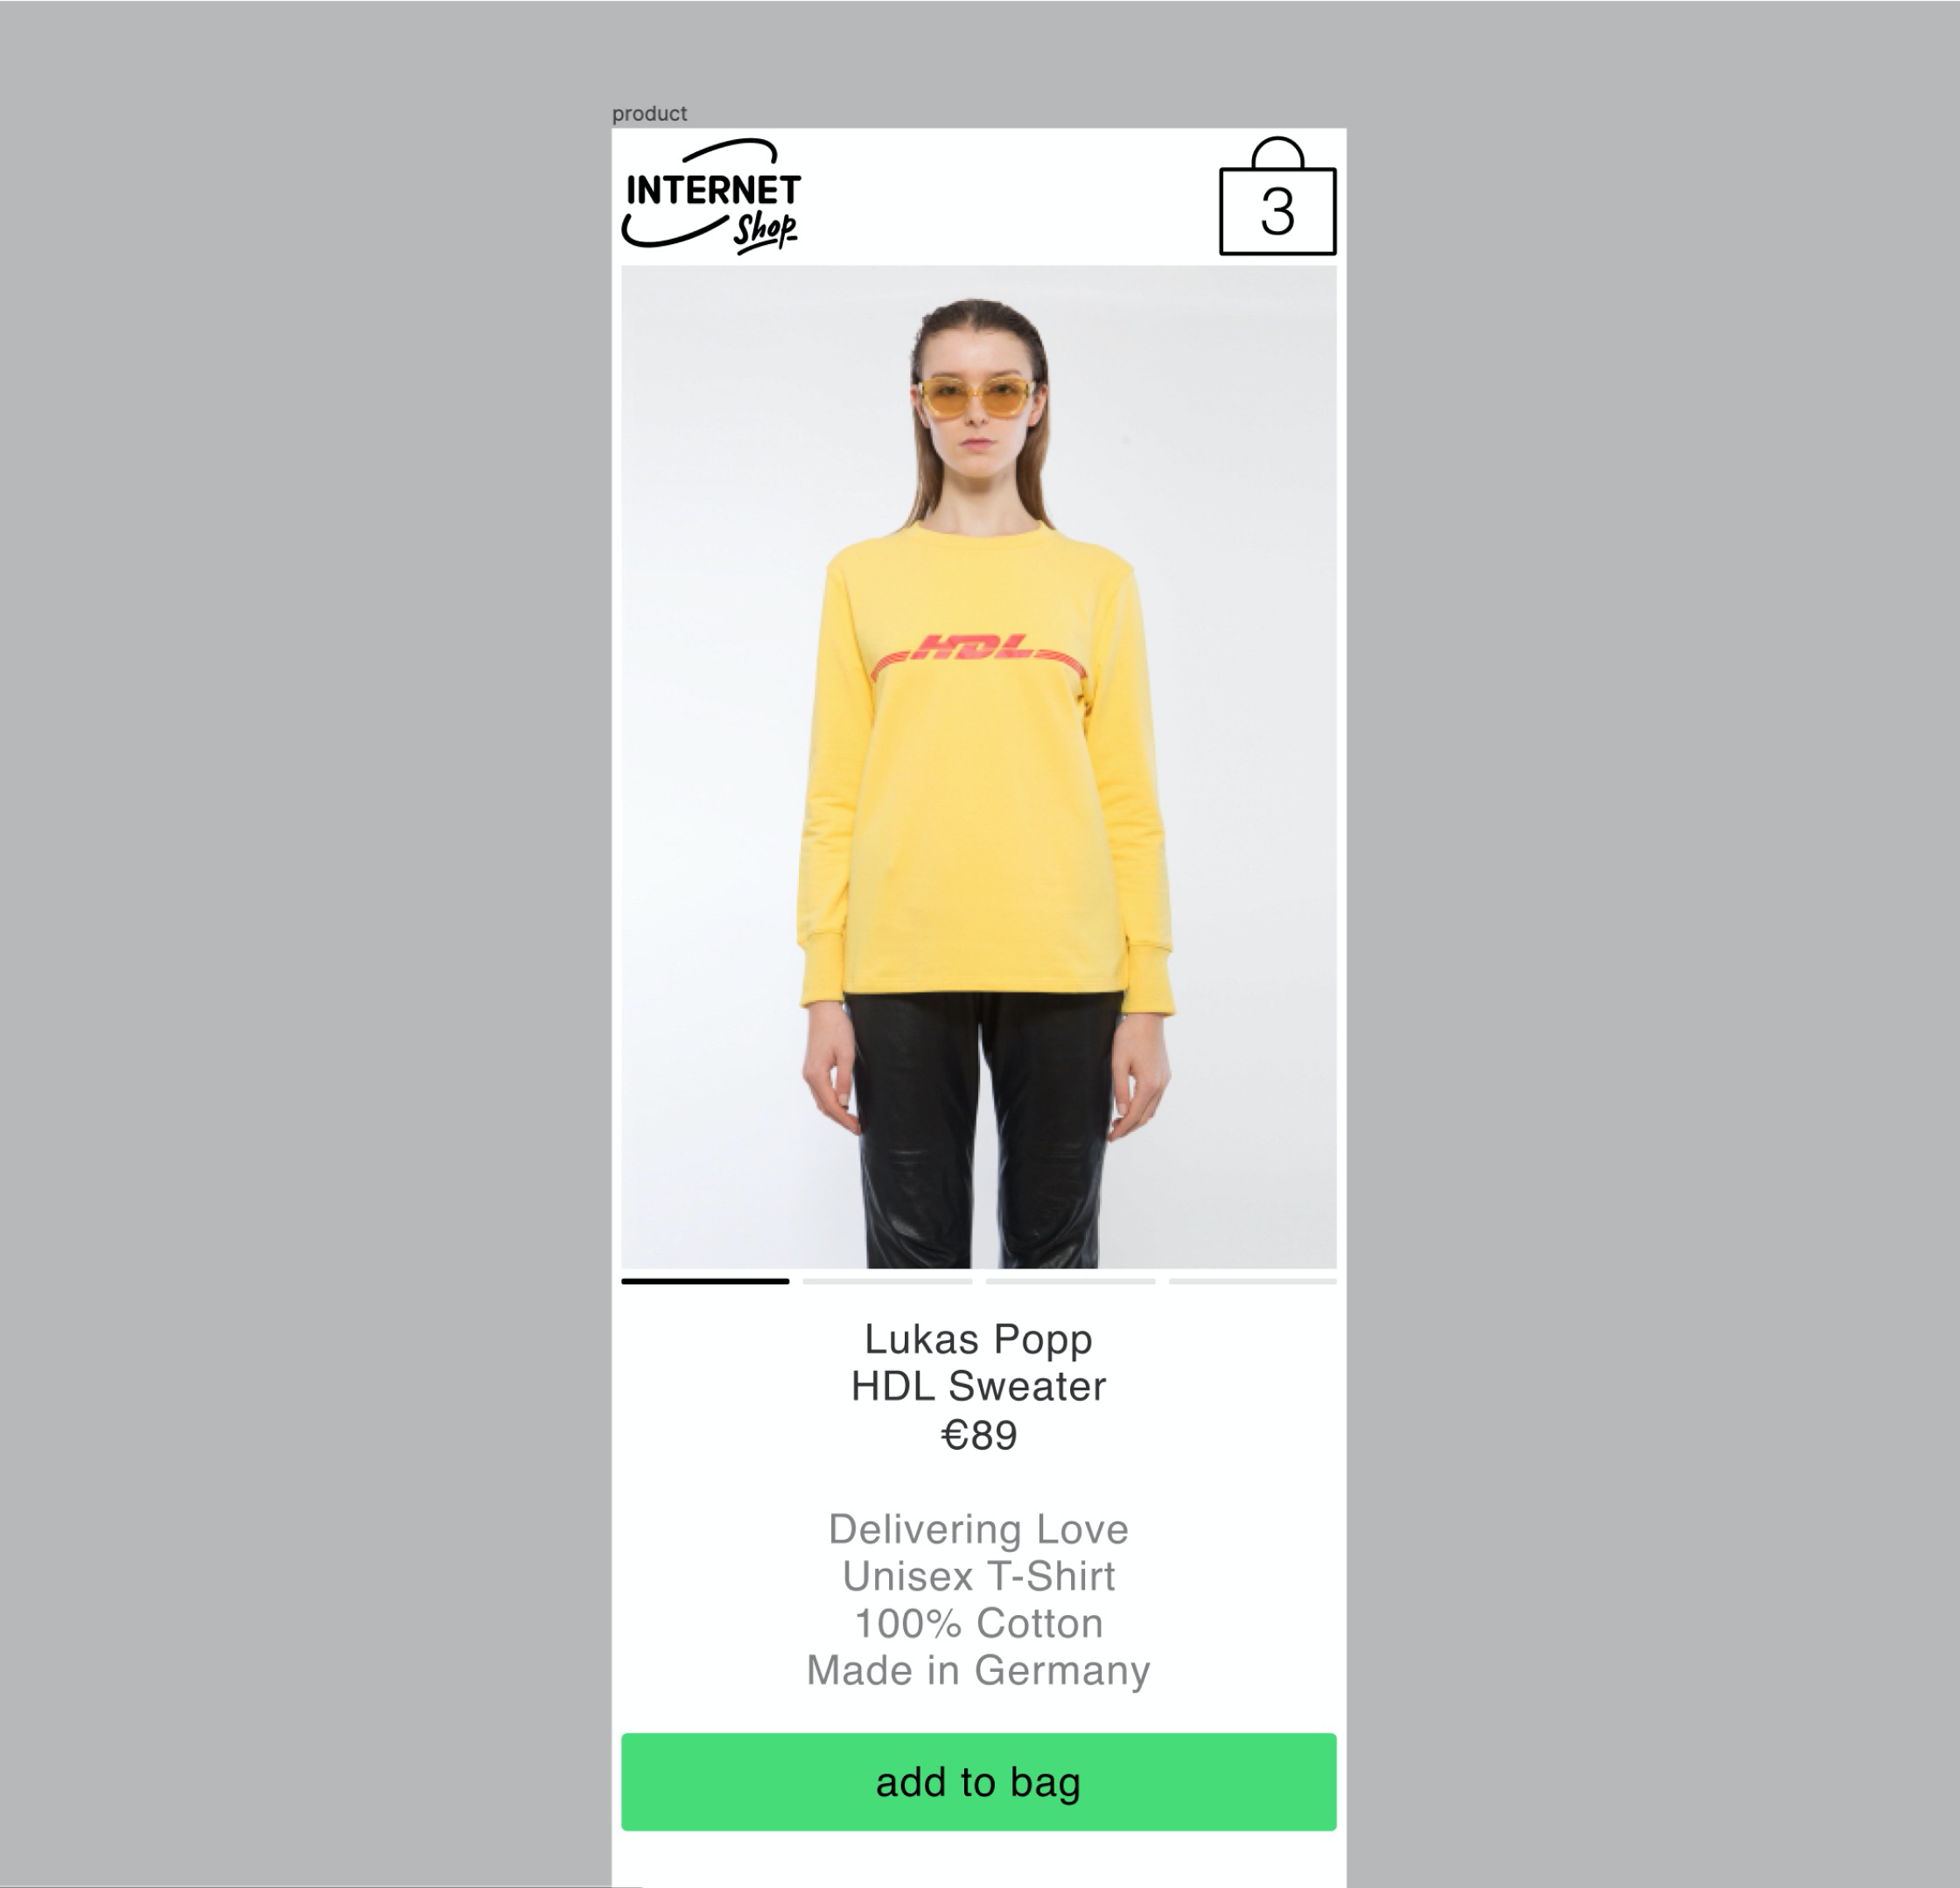 product
INTERNET
Shop
3
HDL
Lukas Popp
HDL Sweater
€89
Delivering Love
Unisex T-Shirt
100% Cotton
Made in Germany
add to bag